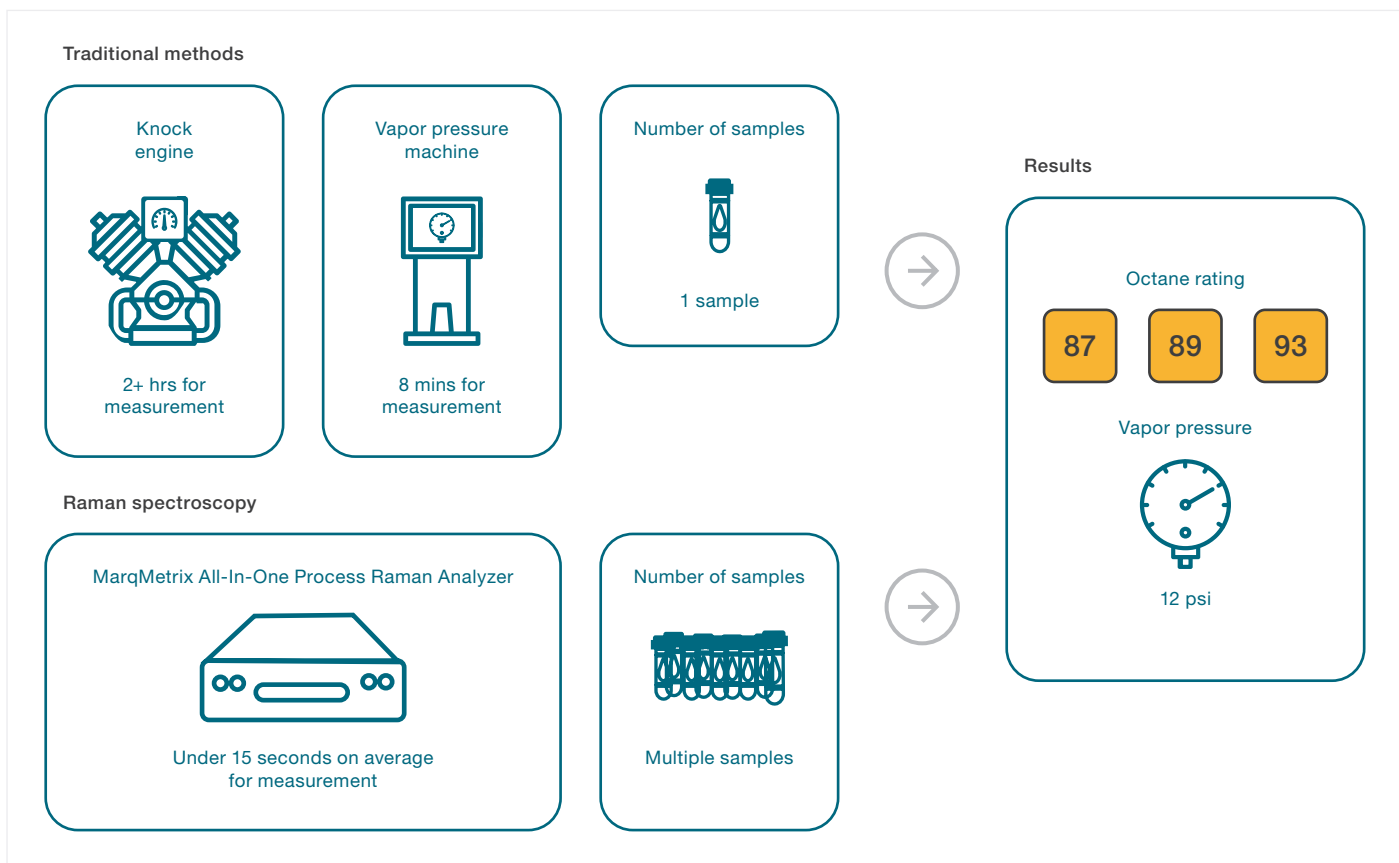 Traditional methods
Knock
engine
2+ hrs for
measurement
Vapor pressure
machine
8 mins for
measurement
Number of samples
1 sample
Raman spectroscopy
MarqMetrix All-In-One Process Raman Analyzer
Under 15 seconds on average
for measurement
Number of samples
Multiple samples
Results
Octane rating
87
89
93
Vapor pressure
12 psi